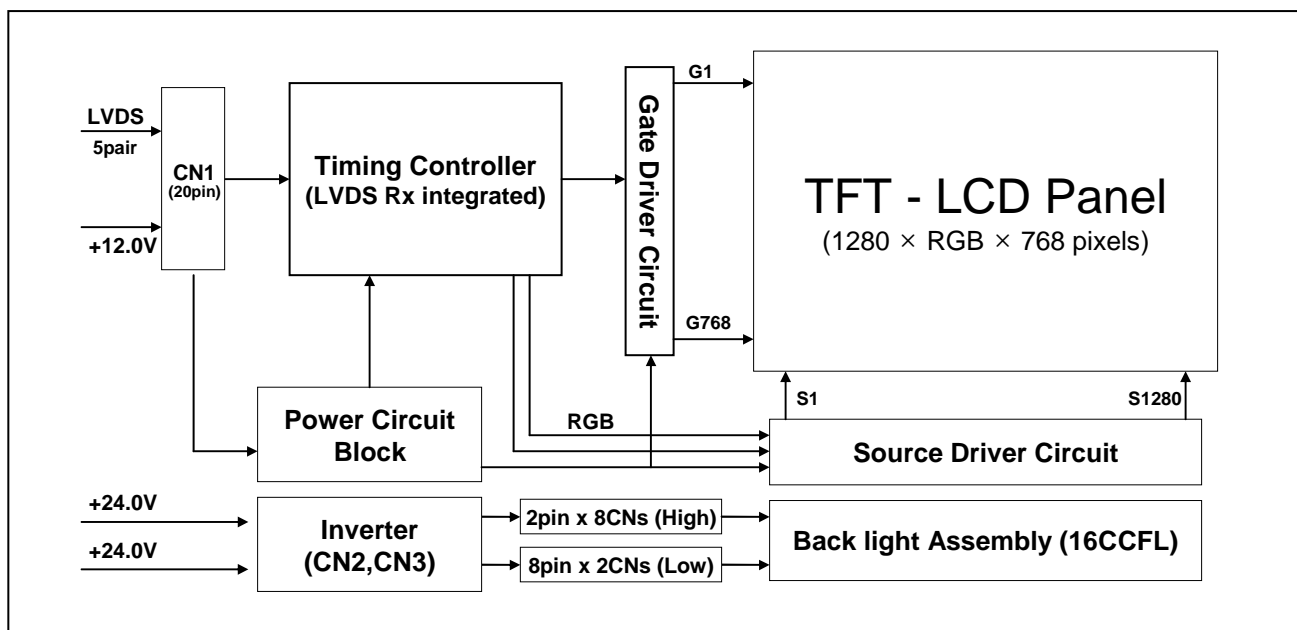 LVDS
5pair
+12.0V
CN1
(20pin)
Timing Controller
(LVDS Rx integrated)
Gate Driver Circuit
G1
G768
TFT - LCD Panel
(1280 × RGB × 768 pixels)
S1
S1280
Power Circuit
Block
RGB
Source Driver Circuit
+24.0V
+24.0V
Inverter
(CN2,CN3)
2pin x 8CNs (High)
8pin x 2CNs (Low)
Back light Assembly (16CCFL)